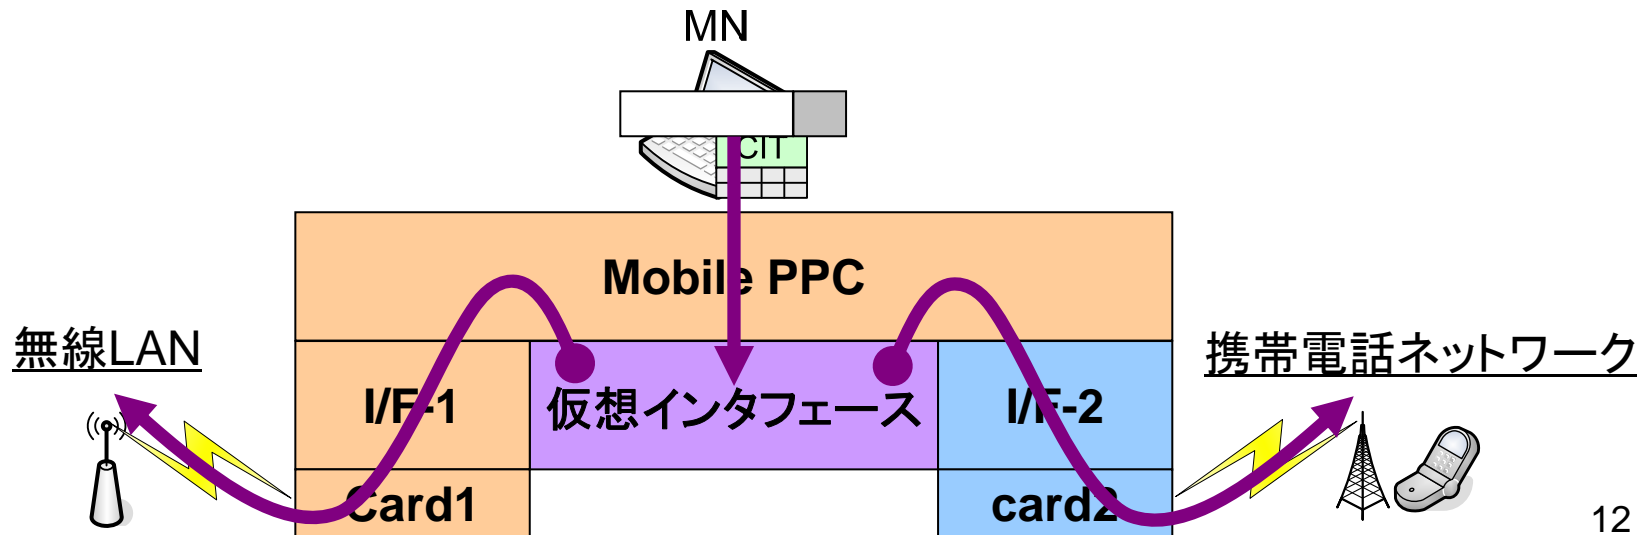 MN
CIT
Mobile PPC
無線LAN
携帯電話ネットワーク
I/F-1
仮想インタフェース
I/F-2
Card1
card2
12